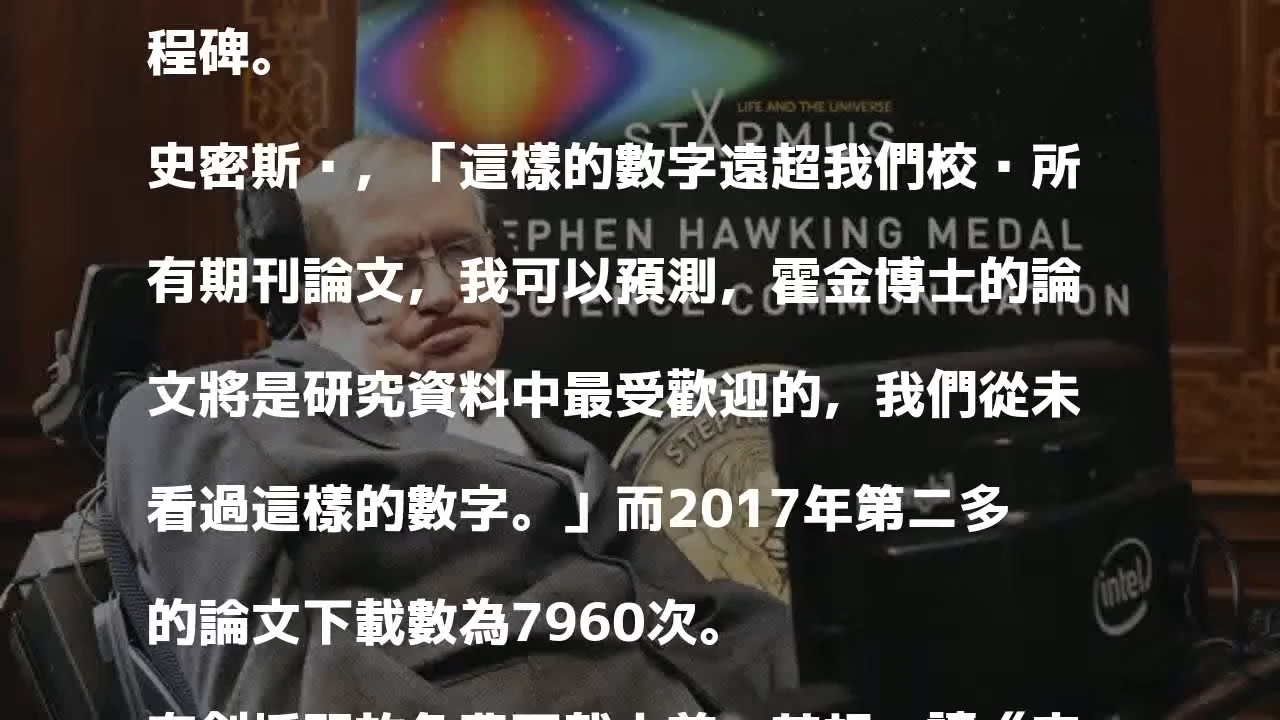 程碑。
LIFE AND THE UNIVERSE
STARMUS
史密斯·，「這樣的數字遠超我們校·所
STEPHEN HAWKING MEDAL
有期刊論文，我可以預測，霍金博士的論
SCIENCE COMMUNICATION
文將是研究資料中最受歡迎的，我們從未
看過這樣的數字。」而2017年第二多
intel
的論文下載數為7960次。